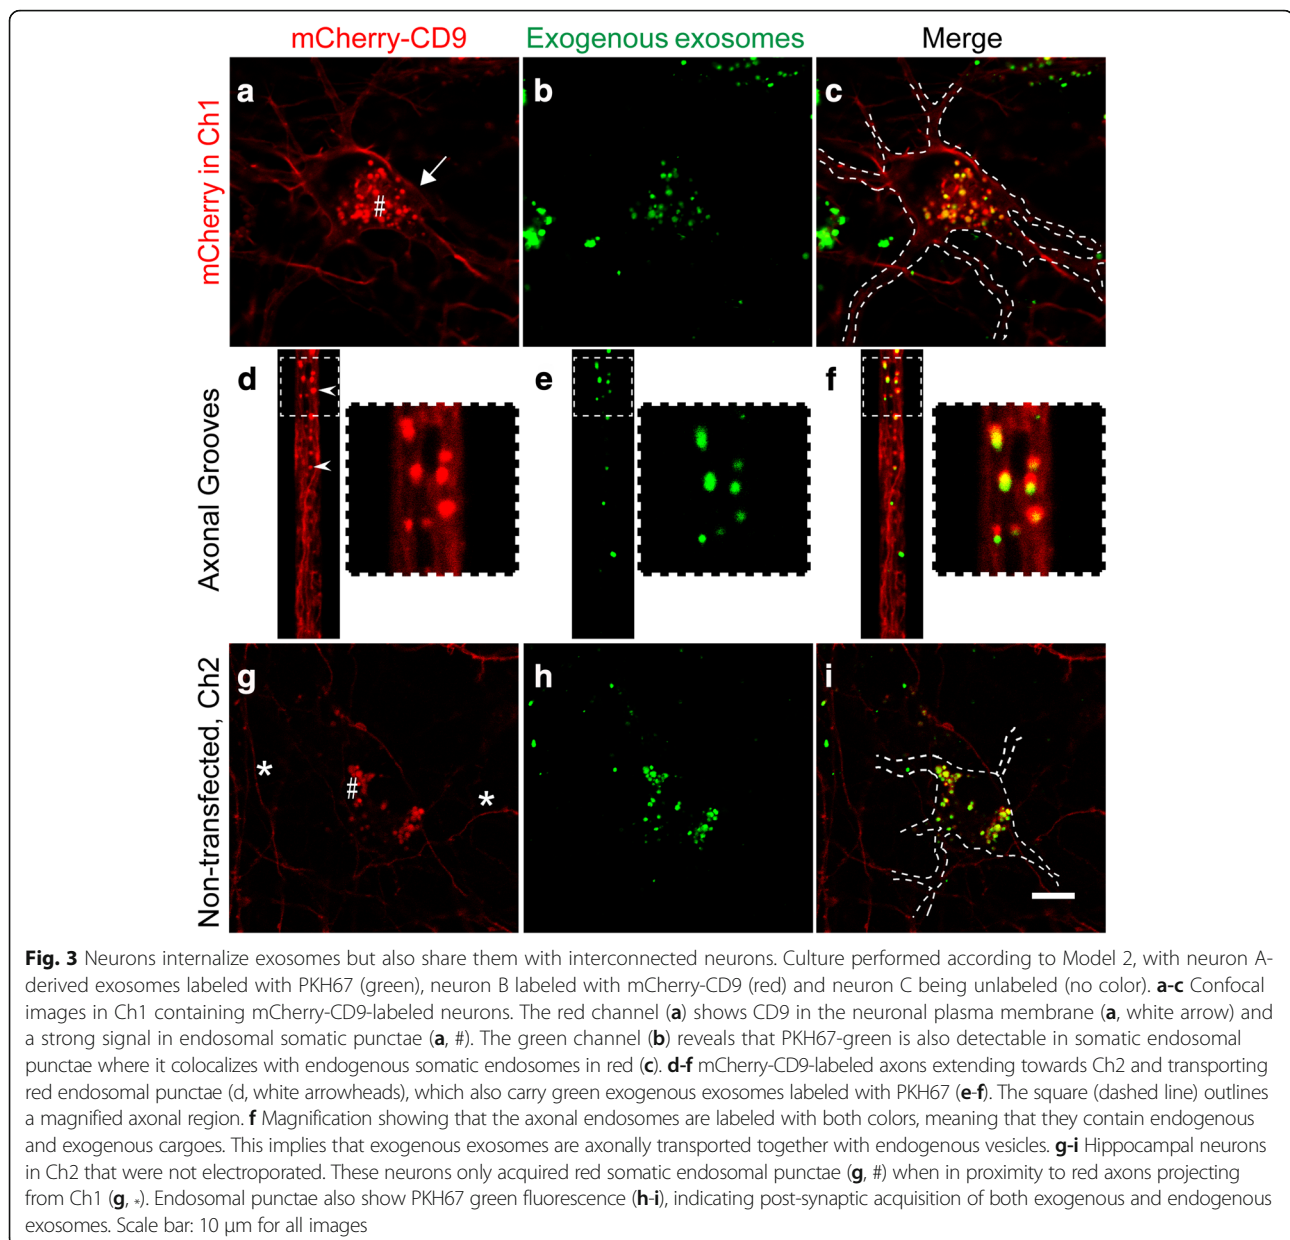 mCherry-CD9 Exogenous exosomes Merge
mCherry in Ch1
a b c
#
Axonal Grooves
d e f
Non-transfected, Ch2
g h i
* # *
Fig. 3 Neurons internalize exosomes but also share them with interconnected neurons. Culture performed according to Model 2, with neuron A-
derived exosomes labeled with PKH67 (green), neuron B labeled with mCherry-CD9 (red) and neuron C being unlabeled (no color). a-c Confocal
images in Ch1 containing mCherry-CD9-labeled neurons. The red channel (a) shows CD9 in the neuronal plasma membrane (a, white arrow) and
a strong signal in endosomal somatic punctae (a, #). The green channel (b) reveals that PKH67-green is also detectable in somatic endosomal
punctae where it colocalizes with endogenous somatic endosomes in red (c). d-f mCherry-CD9-labeled axons extending towards Ch2 and transporting
red endosomal punctae (d, white arrowheads), which also carry green exogenous exosomes labeled with PKH67 (e-f). The square (dashed line) outlines
a magnified axonal region. f Magnification showing that the axonal endosomes are labeled with both colors, meaning that they contain endogenous
and exogenous cargoes. This implies that exogenous exosomes are axonally transported together with endogenous vesicles. g-i Hippocampal neurons
in Ch2 that were not electroporated. These neurons only acquired red somatic endosomal punctae (g, #) when in proximity to red axons projecting
from Ch1 (g, *). Endosomal punctae also show PKH67 green fluorescence (h-i), indicating post-synaptic acquisition of both exogenous and endogenous
exosomes. Scale bar: 10 μm for all images